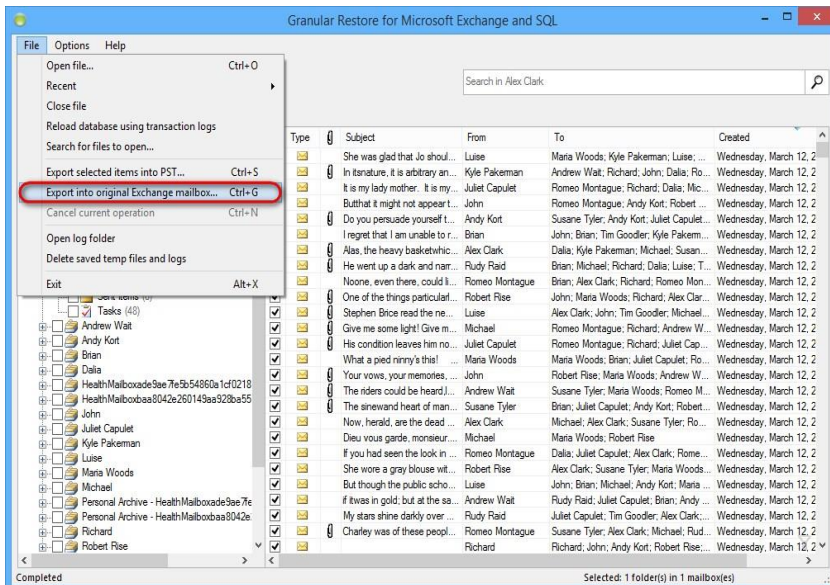 Granular Restore for Microsoft Exchange and SQL
File Options Help
Open file... Ctrl+O
Recent
Close file
Reload database using transaction logs
Search for files to open...
Export selected items into PST... Ctrl+S
Export into original Exchange mailbox... Ctrl+G
Cancel current operation Ctrl+N
Open log folder
Delete saved temp files and logs
Exit Alt+X
Search in Alex Clark
Tasks (48)
Andrew Wait
Andy Kort
Brian
Dalia
HealthMailboxade9ae7fe5b54860a1cf0218
HealthMailboxbaa8042e260149aa928ba55
John
Juliet Capulet
Kyle Pakerman
Luise
Maria Woods
Michael
Personal Archive - HealthMailboxade9ae7fe
Personal Archive - HealthMailboxbaa8042e
Richard
Robert Rise
Type Subject From To Created
She was glad that Jo shoul... Luise Maria Woods; Kyle Pakerman; Luise; ... Wednesday, March 12, 2
In itsnature, it is arbitrary an... Kyle Pakerman Andrew Wait; Richard; John; Dalia; Ro... Wednesday, March 12, 2
It is my lady mother. It is my... Juliet Capulet Romeo Montague; Richard; Dalia; Mic... Wednesday, March 12, 2
Butthat it might not appear t... John Romeo Montague; Andy Kort; Robert ... Wednesday, March 12, 2
Do you persuade yourself t... Andy Kort Susane Tyler; Andy Kort; Juliet Capulet... Wednesday, March 12, 2
I regret that I am unable to r... Brian John; Brian; Tim Goodler; Kyle Pakerm... Wednesday, March 12, 2
Alas, the heavy basketwhic... Alex Clark Dalia; Kyle Pakerman; Michael; Susan... Wednesday, March 12, 2
He went up a dark and narr... Rudy Raid Brian; Michael; Richard; Dalia; Luise; T... Wednesday, March 12, 2
Noone, even there, could li... Romeo Montague Brian; Alex Clark; Richard; Romeo Mon... Wednesday, March 12, 2
One of the things particularl... Robert Rise John; Maria Woods; Richard; Alex Clar... Wednesday, March 12, 2
Stephen Brice read the ne... Luise Alex Clark; John; Tim Goodler; Michael... Wednesday, March 12, 2
Give me some light! Give m... Michael Romeo Montague; Richard; Andrew W... Wednesday, March 12, 2
His condition leaves him no... Juliet Capulet Romeo Montague; Richard; Juliet Cap... Wednesday, March 12, 2
What a pied ninny's this! ... Maria Woods Maria Woods; Brian; Juliet Capulet; Ro... Wednesday, March 12, 2
Your vows, your memories, ... John Robert Rise; Maria Woods; Andrew W... Wednesday, March 12, 2
The riders could be heard,l... Andrew Wait Susane Tyler; Maria Woods; Romeo M... Wednesday, March 12, 2
The sinewand heart of man... Susane Tyler Brian; Juliet Capulet; Andy Kort; Robert... Wednesday, March 12, 2
Now, herald, are the dead ... Alex Clark Michael; Alex Clark; Susane Tyler; Ro... Wednesday, March 12, 2
Dieu vous garde, monsieur.... Michael Maria Woods; Robert Rise Wednesday, March 12, 2
If you had seen the look in ... Romeo Montague Dalia; Juliet Capulet; Alex Clark; Rome... Wednesday, March 12, 2
She wore a gray blouse wit... Robert Rise Alex Clark; Susane Tyler; Maria Woods... Wednesday, March 12, 2
But though the public scho... Luise John; Brian; Michael; Andy Kort; Maria ... Wednesday, March 12, 2
if itwas in gold; but at the sa... Andrew Wait Rudy Raid; Juliet Capulet; Brian; Andy ... Wednesday, March 12, 2
My stars shine darkly over ... Rudy Raid Juliet Capulet; Tim Goodler; Alex Clark;... Wednesday, March 12, 2
Charley was of these peopl... Romeo Montague Susane Tyler; Alex Clark; Michael; Rud... Wednesday, March 12, 2
Richard Richard; John; Andy Kort; Robert Rise;... Wednesday, March 12, 2
Completed Selected: 1 folder(s) in 1 mailbox(es)